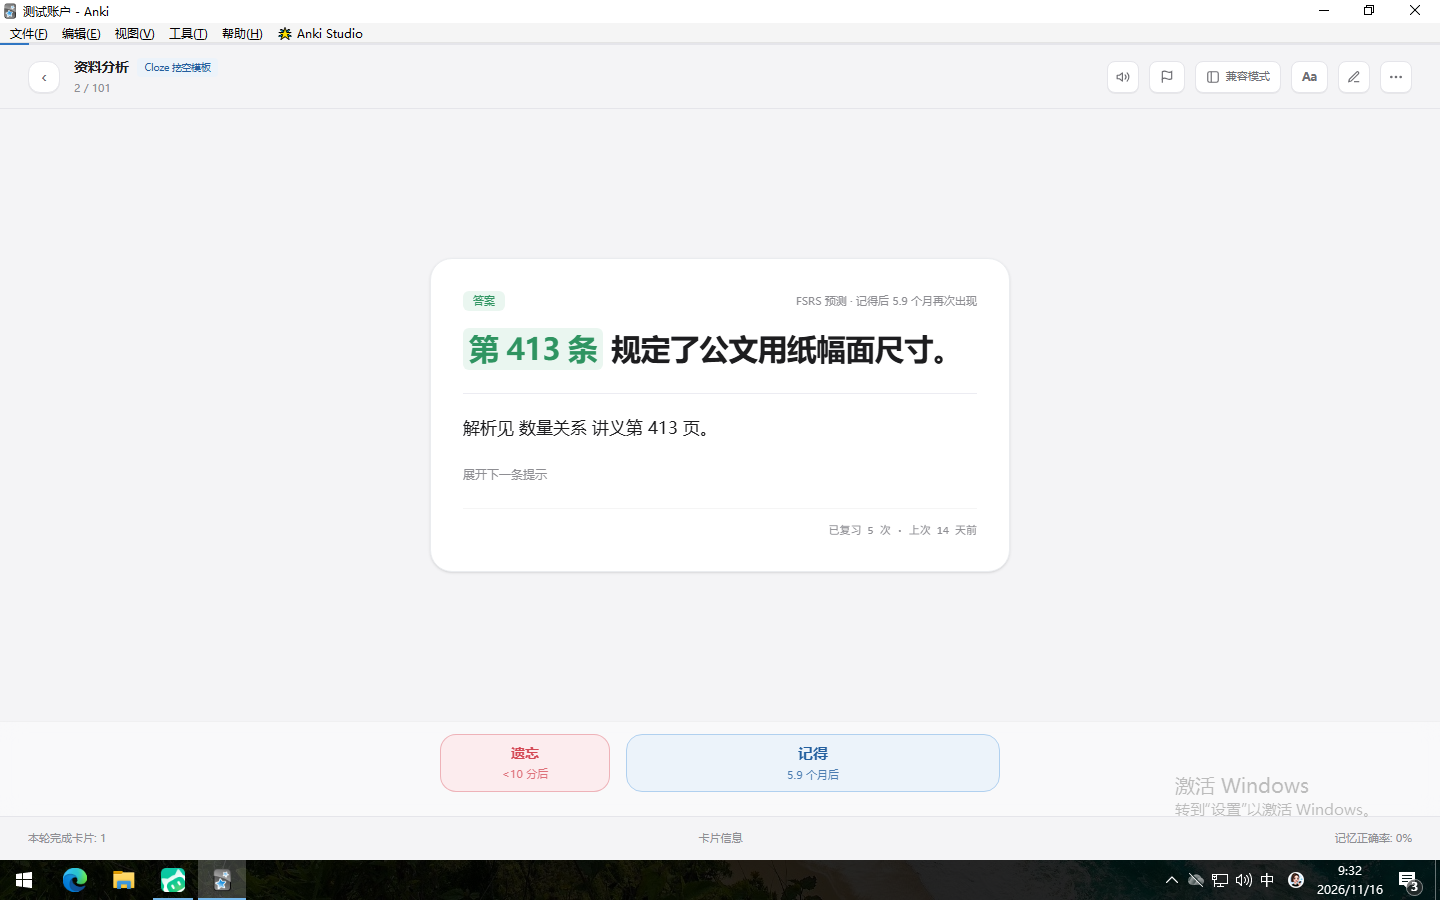 测试账户 - Anki
文件(F) 编辑(E) 视图(V) 工具(T) 帮助(H) Anki Studio
资料分析 Cloze 挖空模板
2 / 101
兼容模式 Aa
答案 FSRS 预测 · 记得后 5.9 个月再次出现
第 413 条 规定了公文用纸幅面尺寸。
解析见 数量关系 讲义第 413 页。
展开下一条提示
已复习 5 次 · 上次 14 天前
遗忘
<10 分后
记得
5.9 个月后
激活 Windows
转到"设置"以激活 Windows。
本轮完成卡片: 1 卡片信息 记忆正确率: 0%
中
9:32
2026/11/16
3